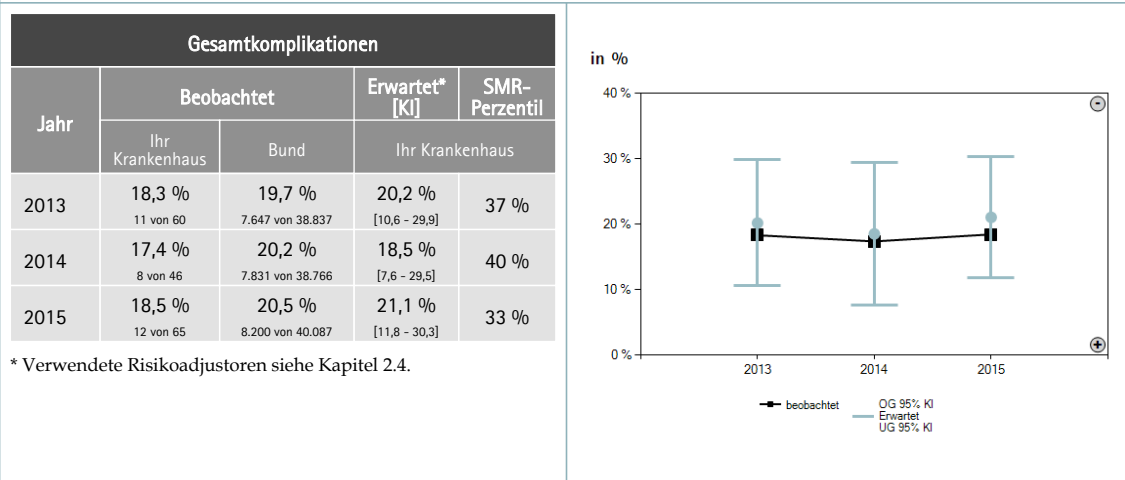 Gesamtkomplikationen
Jahr
Beobachtet
Erwartet*
[KI]
SMR-
Perzentil
Ihr
Krankenhaus
Bund
Ihr Krankenhaus
2013
18,3 %
11 von 60
19,7 %
7.647 von 38.837
20,2 %
[10,6 - 29,9]
37 %
2014
17,4 %
8 von 46
20,2 %
7.831 von 38.766
18,5 %
[7,6 - 29,5]
40 %
2015
18,5 %
12 von 65
20,5 %
8.200 von 40.087
21,1 %
[11,8 - 30,3]
33 %
* Verwendete Risikoadjustoren siehe Kapitel 2.4.
in %
40 %
30 %
20 %
10 %
0 %
-
+
2013
2014
2015
beobachtet
OG 95% KI
Erwartet
UG 95% KI